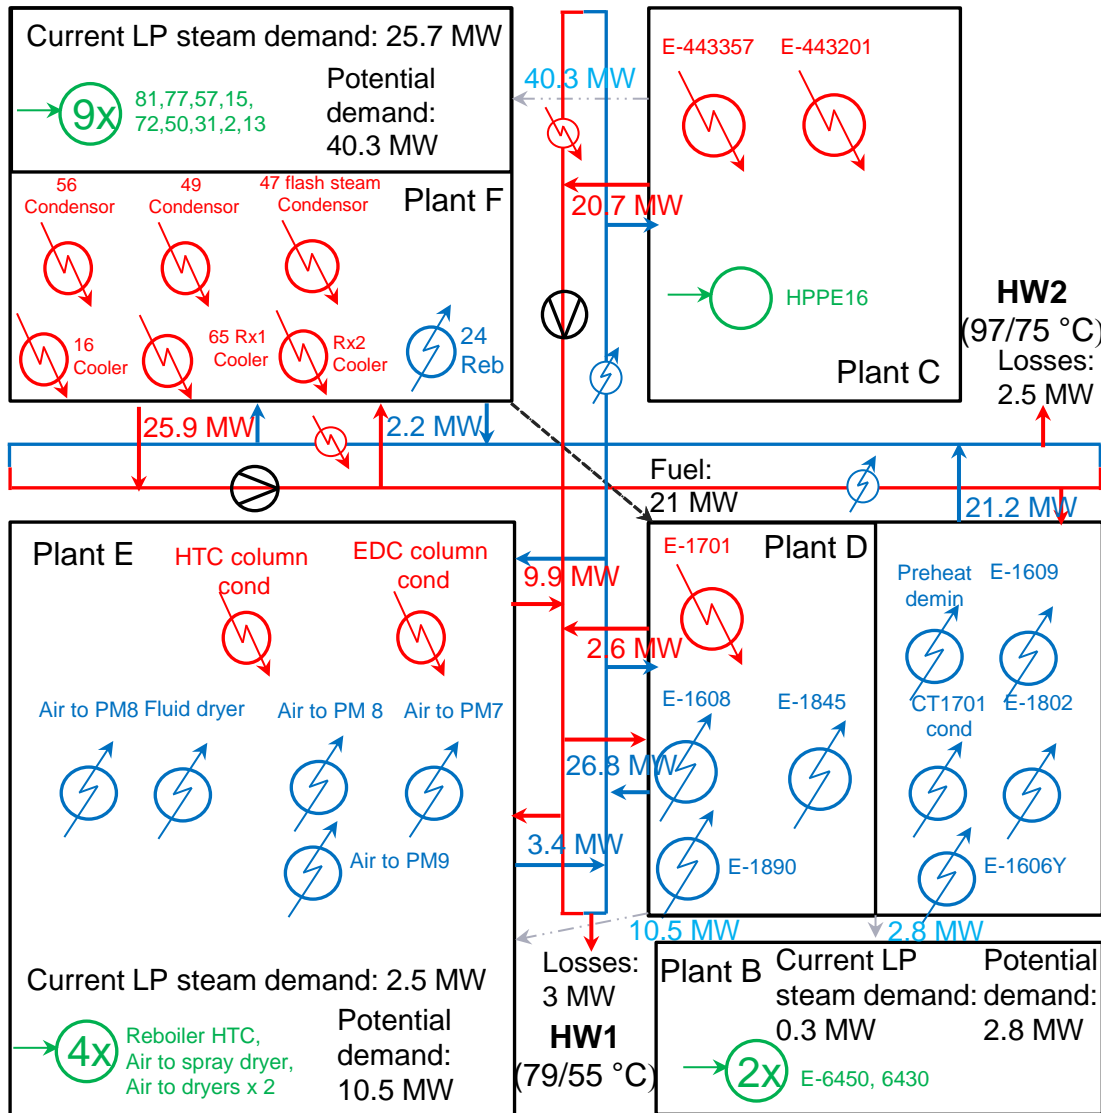 Current LP steam demand: 25.7 MW
9x
81,77,57,15,
72,50,31,2,13
Potential
demand:
40.3 MW
40.3 MW
E-443357
E-443201
56
Condensor
49
Condensor
47 flash steam
Condensor
Plant F
20.7 MW
HPPE16
Plant C
HW2
(97/75 °C)
Losses:
2.5 MW
16
Cooler
65 Rx1
Cooler
Rx2
Cooler
24
Reb
25.9 MW
2.2 MW
Fuel:
21 MW
21.2 MW
Plant E
HTC column
cond
EDC column
cond
9.9 MW
E-1701
Plant D
Preheat
demin
E-1609
2.6 MW
Air to PM8
Fluid dryer
Air to PM 8
Air to PM7
E-1608
E-1845
CT1701
cond
E-1802
26.8 MW
3.4 MW
Air to PM9
E-1890
E-1606Y
10.5 MW
2.8 MW
Current LP steam demand: 2.5 MW
4x
Reboiler HTC,
Air to spray dryer,
Air to dryers x 2
Potential
demand:
10.5 MW
Losses:
3 MW
HW1
(79/55 °C)
Plant B
Current LP
steam demand:
0.3 MW
Potential
demand:
2.8 MW
2x
E-6450, 6430